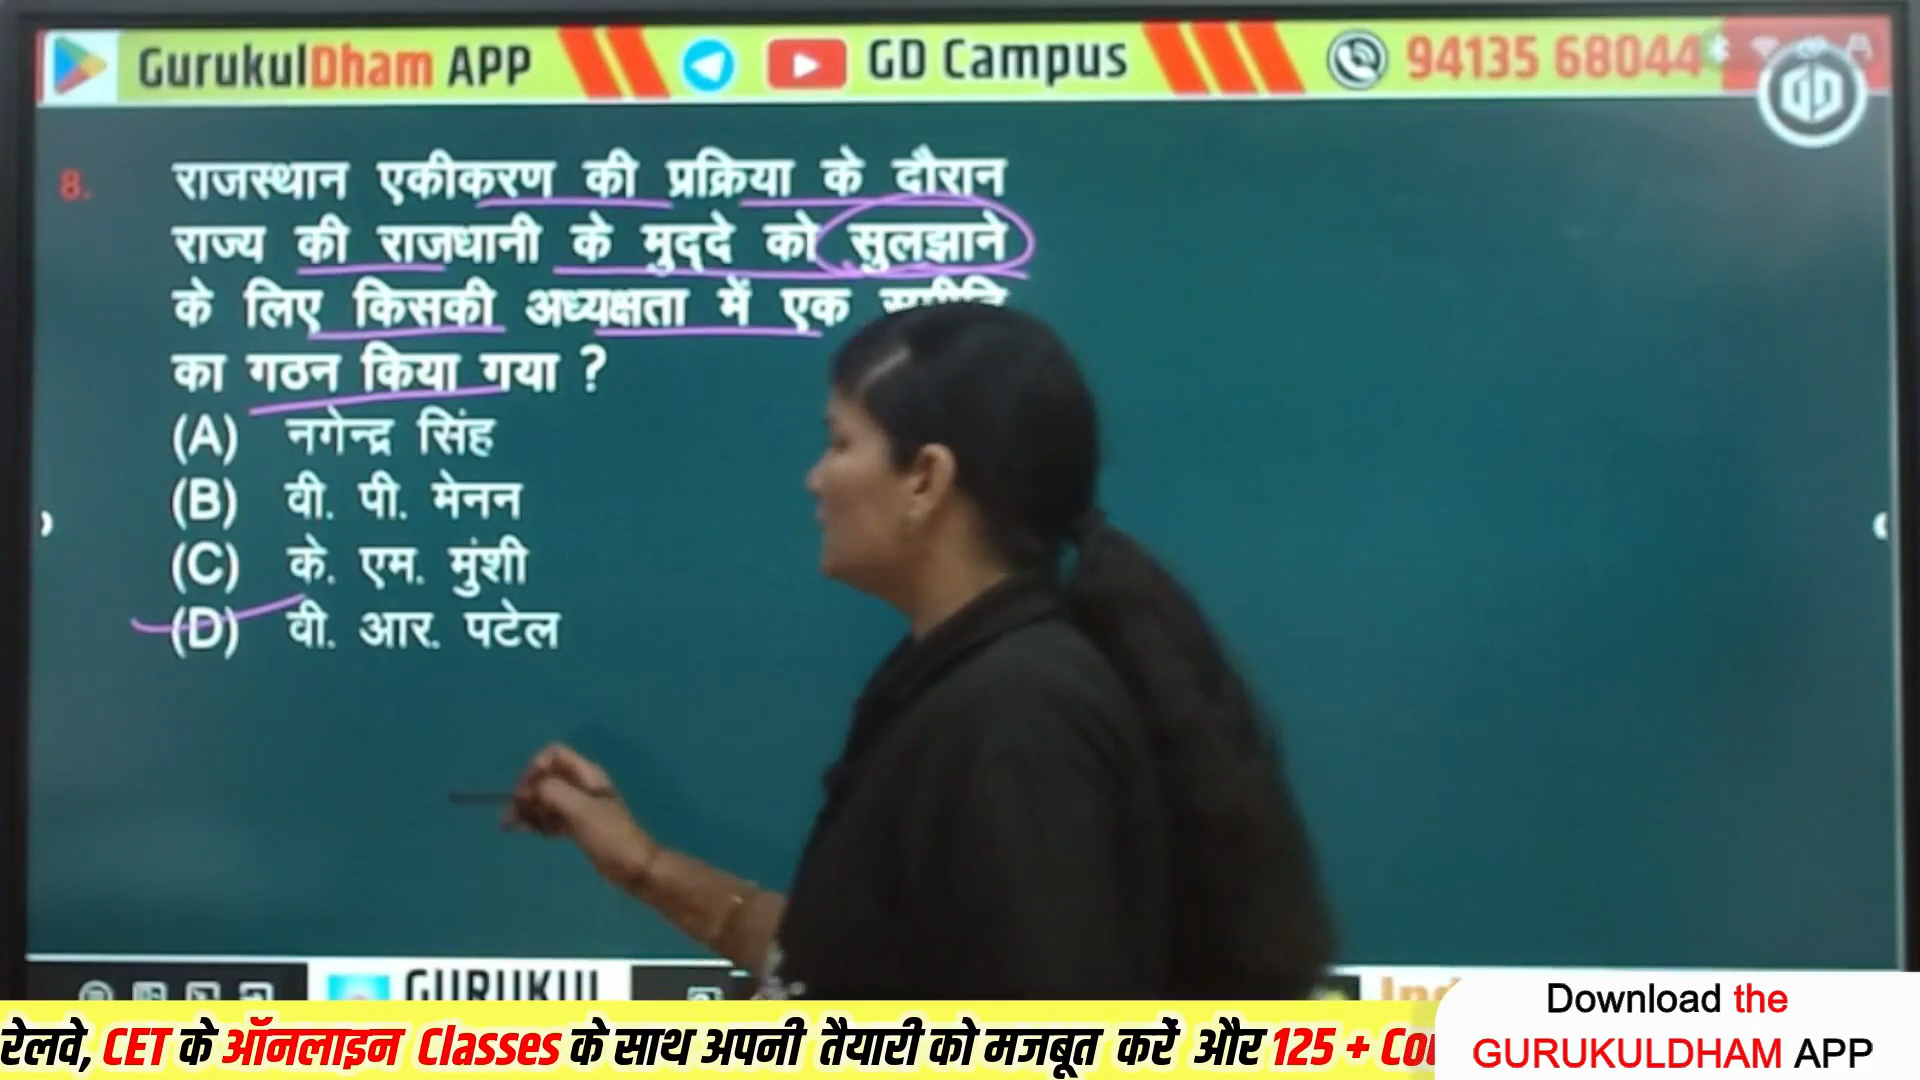 GurukulDham APP GD Campus 94135 68044
8. राजस्थान एकीकरण की प्रक्रिया के दौरान
राज्य की राजधानी के मुद्दे को सुलझाने
के लिए किसकी अध्यक्षता में एक
का गठन किया गया ?
(A) नगेन्द्र सिंह
(B) वी. पी. मेनन
(C) के. एम. मुंशी
(D) वी. आर. पटेल
GURUKUL
Download the
GURUKULDHAM APP
रेलवे, CET के ऑनलाइन Classes के साथ अपनी तैयारी को मजबूत करें और 125 +